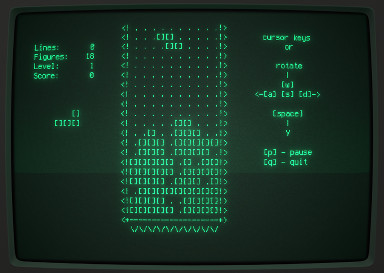 Lines: 0
Figures: 18
Level: 1
Score: 0
cursor keys
or
rotate
|
[w]
<-[a] [s] [d]->
[space]
|
y
[p] - pause
[q] - quit